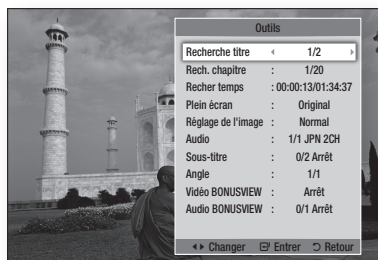 Outils
Recherche titre ◄ 1/2 ►
Rech. chapitre : 1/20
Recher temps : 00:00:13/01:34:37
Plein écran : Original
Réglage de l'image : Normal
Audio : 1/1 JPN 2CH
Sous-titre : 0/2 Arrêt
Angle : 1/1
Vidéo BONUSVIEW : Arrêt
Audio BONUSVIEW : 0/1 Arrêt
◄► Changer Entrer Retour